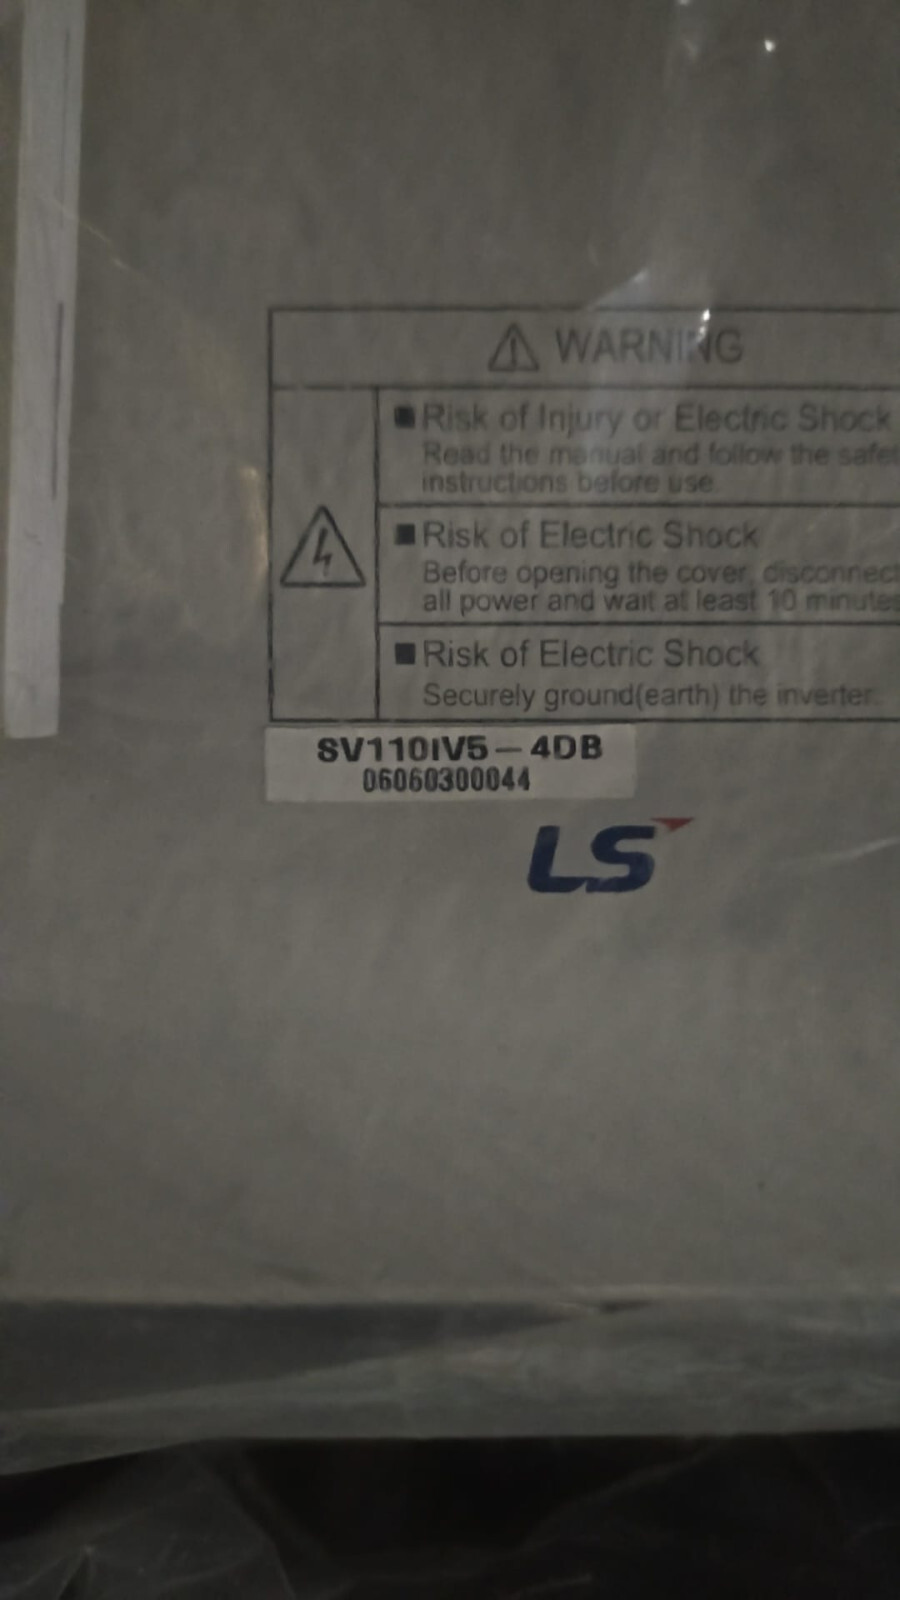 WARNING
■ Risk of Injury or Electric Shock
Read the manual and follow the
instructions before use.
■ Risk of Electric Shock
Before opening the cover, disconnect
all power and wait at least 10 minutes
■ Risk of Electric Shock
Securely ground(earth) the inverter.
SV110IV5-4DB
06060300044
LS